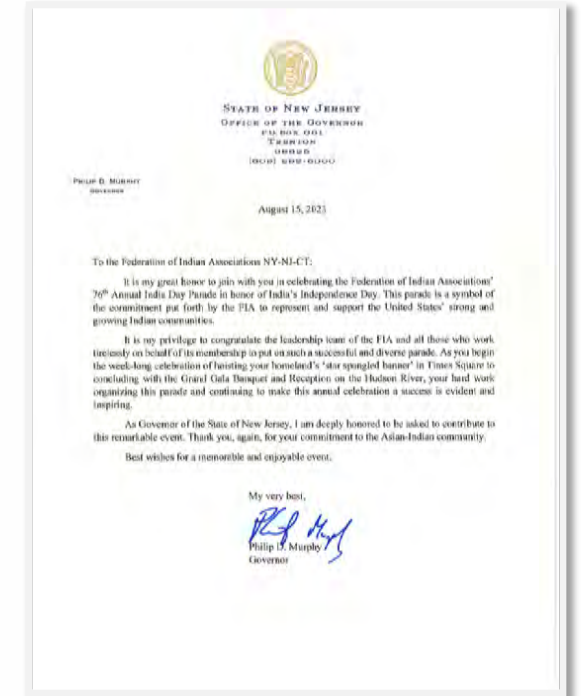 STATE OF NEW JERSEY
OFFICE OF THE GOVERNOR
P.O. BOX 001
TRENTON
08625
PHILIP D. MURPHY
GOVERNOR
August 15, 2023
To the Federation of Indian Associations NY-NJ-CT:
It is my great honor to join with you in celebrating the Federation of Indian Associations’
76th Annual India Day Parade in honor of India’s Independence Day. This parade is a symbol of
the commitment put forth by the FIA to represent and support the United States’ strong and
growing Indian communities.
It is my privilege to congratulate the leadership team of the FIA and all those who work
tirelessly on behalf of its membership to put on such a successful and diverse parade. As you begin
the week-long celebration of hoisting your homeland’s ‘star spangled banner’ in Times Square to
concluding with the Grand Gala Banquet and Reception on the Hudson River, your hard work
organizing this parade and continuing to make this annual celebration a success is evident and
inspiring.
As Governor of the State of New Jersey, I am deeply honored to be asked to contribute to
this remarkable event. Thank you, again, for your commitment to the Asian-Indian community.
Best wishes for a memorable and enjoyable event.
My very best,
Philip D. Murphy
Governor